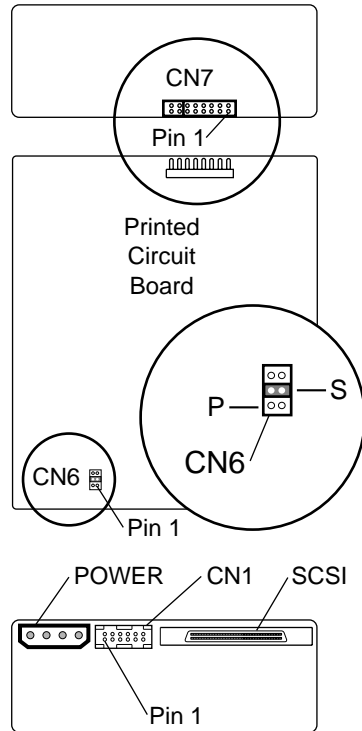 CN7
Pin 1
Printed
Circuit
Board
S
P
CN6
CN6
Pin 1
POWER CN1 SCSI
Pin 1